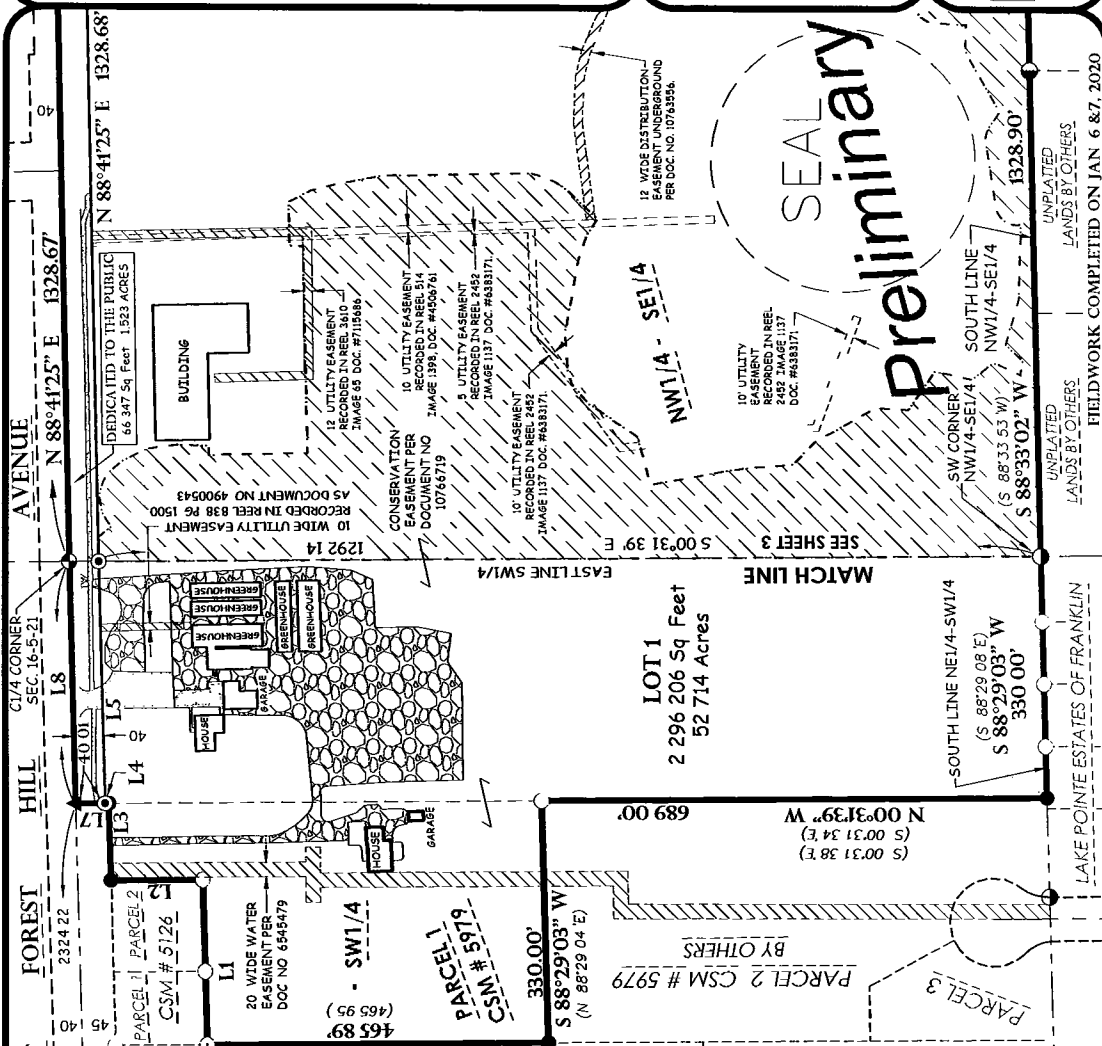 FOREST HILL AVENUE
C1/4 CORNER
SEC. 16-5-21
N 88°41'25" E 1328.67'
N 88°41'25" E 1328.68'
40
2324 22
L8
40 01
L7
L3
L4
L5
40
45
40
L2
L1
PARCEL 1
PARCEL 2
CSM # 5126
DEDICATED TO THE PUBLIC
66 347 Sq Feet 1.523 ACRES
BUILDING
10 WIDE UTILITY EASEMENT
RECORDED IN REEL 838 PG 1500
AS DOCUMENT NO 4900543
12 UTILITY EASEMENT
RECORDED IN REEL 3610
IMAGE 65 DOC. #7115686
CONSERVATION
EASEMENT PER
DOCUMENT NO
10766719
10 UTILITY EASEMENT
RECORDED IN REEL 514
IMAGE 1398, DOC. #4506761
5 UTILITY EASEMENT
RECORDED IN REEL 2452
IMAGE 1137 DOC. #6383171
10' UTILITY EASEMENT
RECORDED IN REEL 2452
IMAGE 1137 DOC. #6383171
12 WIDE DISTRIBUTION
EASEMENT UNDERGROUND
PER DOC. NO. 10763556.
10' UTILITY
EASEMENT
RECORDED IN REEL
2452 IMAGE 1137
DOC. #6383171
NW1/4 - SE1/4
SEAL
Preliminary
1292 14
S 00°31 39' E
EAST LINE SW1/4
MATCH LINE
SEE SHEET 3
GREENHOUSE
GREENHOUSE
GREENHOUSE
GREENHOUSE
GREENHOUSE
HOUSE
GARAGE
HOUSE
GARAGE
20 WIDE WATER
EASEMENT PER
DOC NO 6545479
- SW1/4
465 89'
(465 95 )
PARCEL 1
CSM # 5979
LOT 1
2 296 206 Sq Feet
52 714 Acres
330.00'
S 88°29'03" W
(N 88°29 04 'E)
689 00'
N 00°31'39" W
(S 00 31 34 E)
(S 00 31 38 E)
PARCEL 2 CSM # 5979
BY OTHERS
PARCEL 3
SOUTH LINE NE1/4-SW1/4
(S 88°29 08 'E)
S 88°29'03" W
330 00'
LAKE POINTE ESTATES OF FRANKLIN
SW CORNER
NW1/4-SE1/4
(S 88°33 53 W)
S 88°33'02" W
1328.90'
SOUTH LINE
NW1/4-SE1/4
UNPLATTED
LANDS BY OTHERS
UNPLATTED
LANDS BY OTHERS
FIELDWORK COMPLETED ON JAN 6 &7, 2020